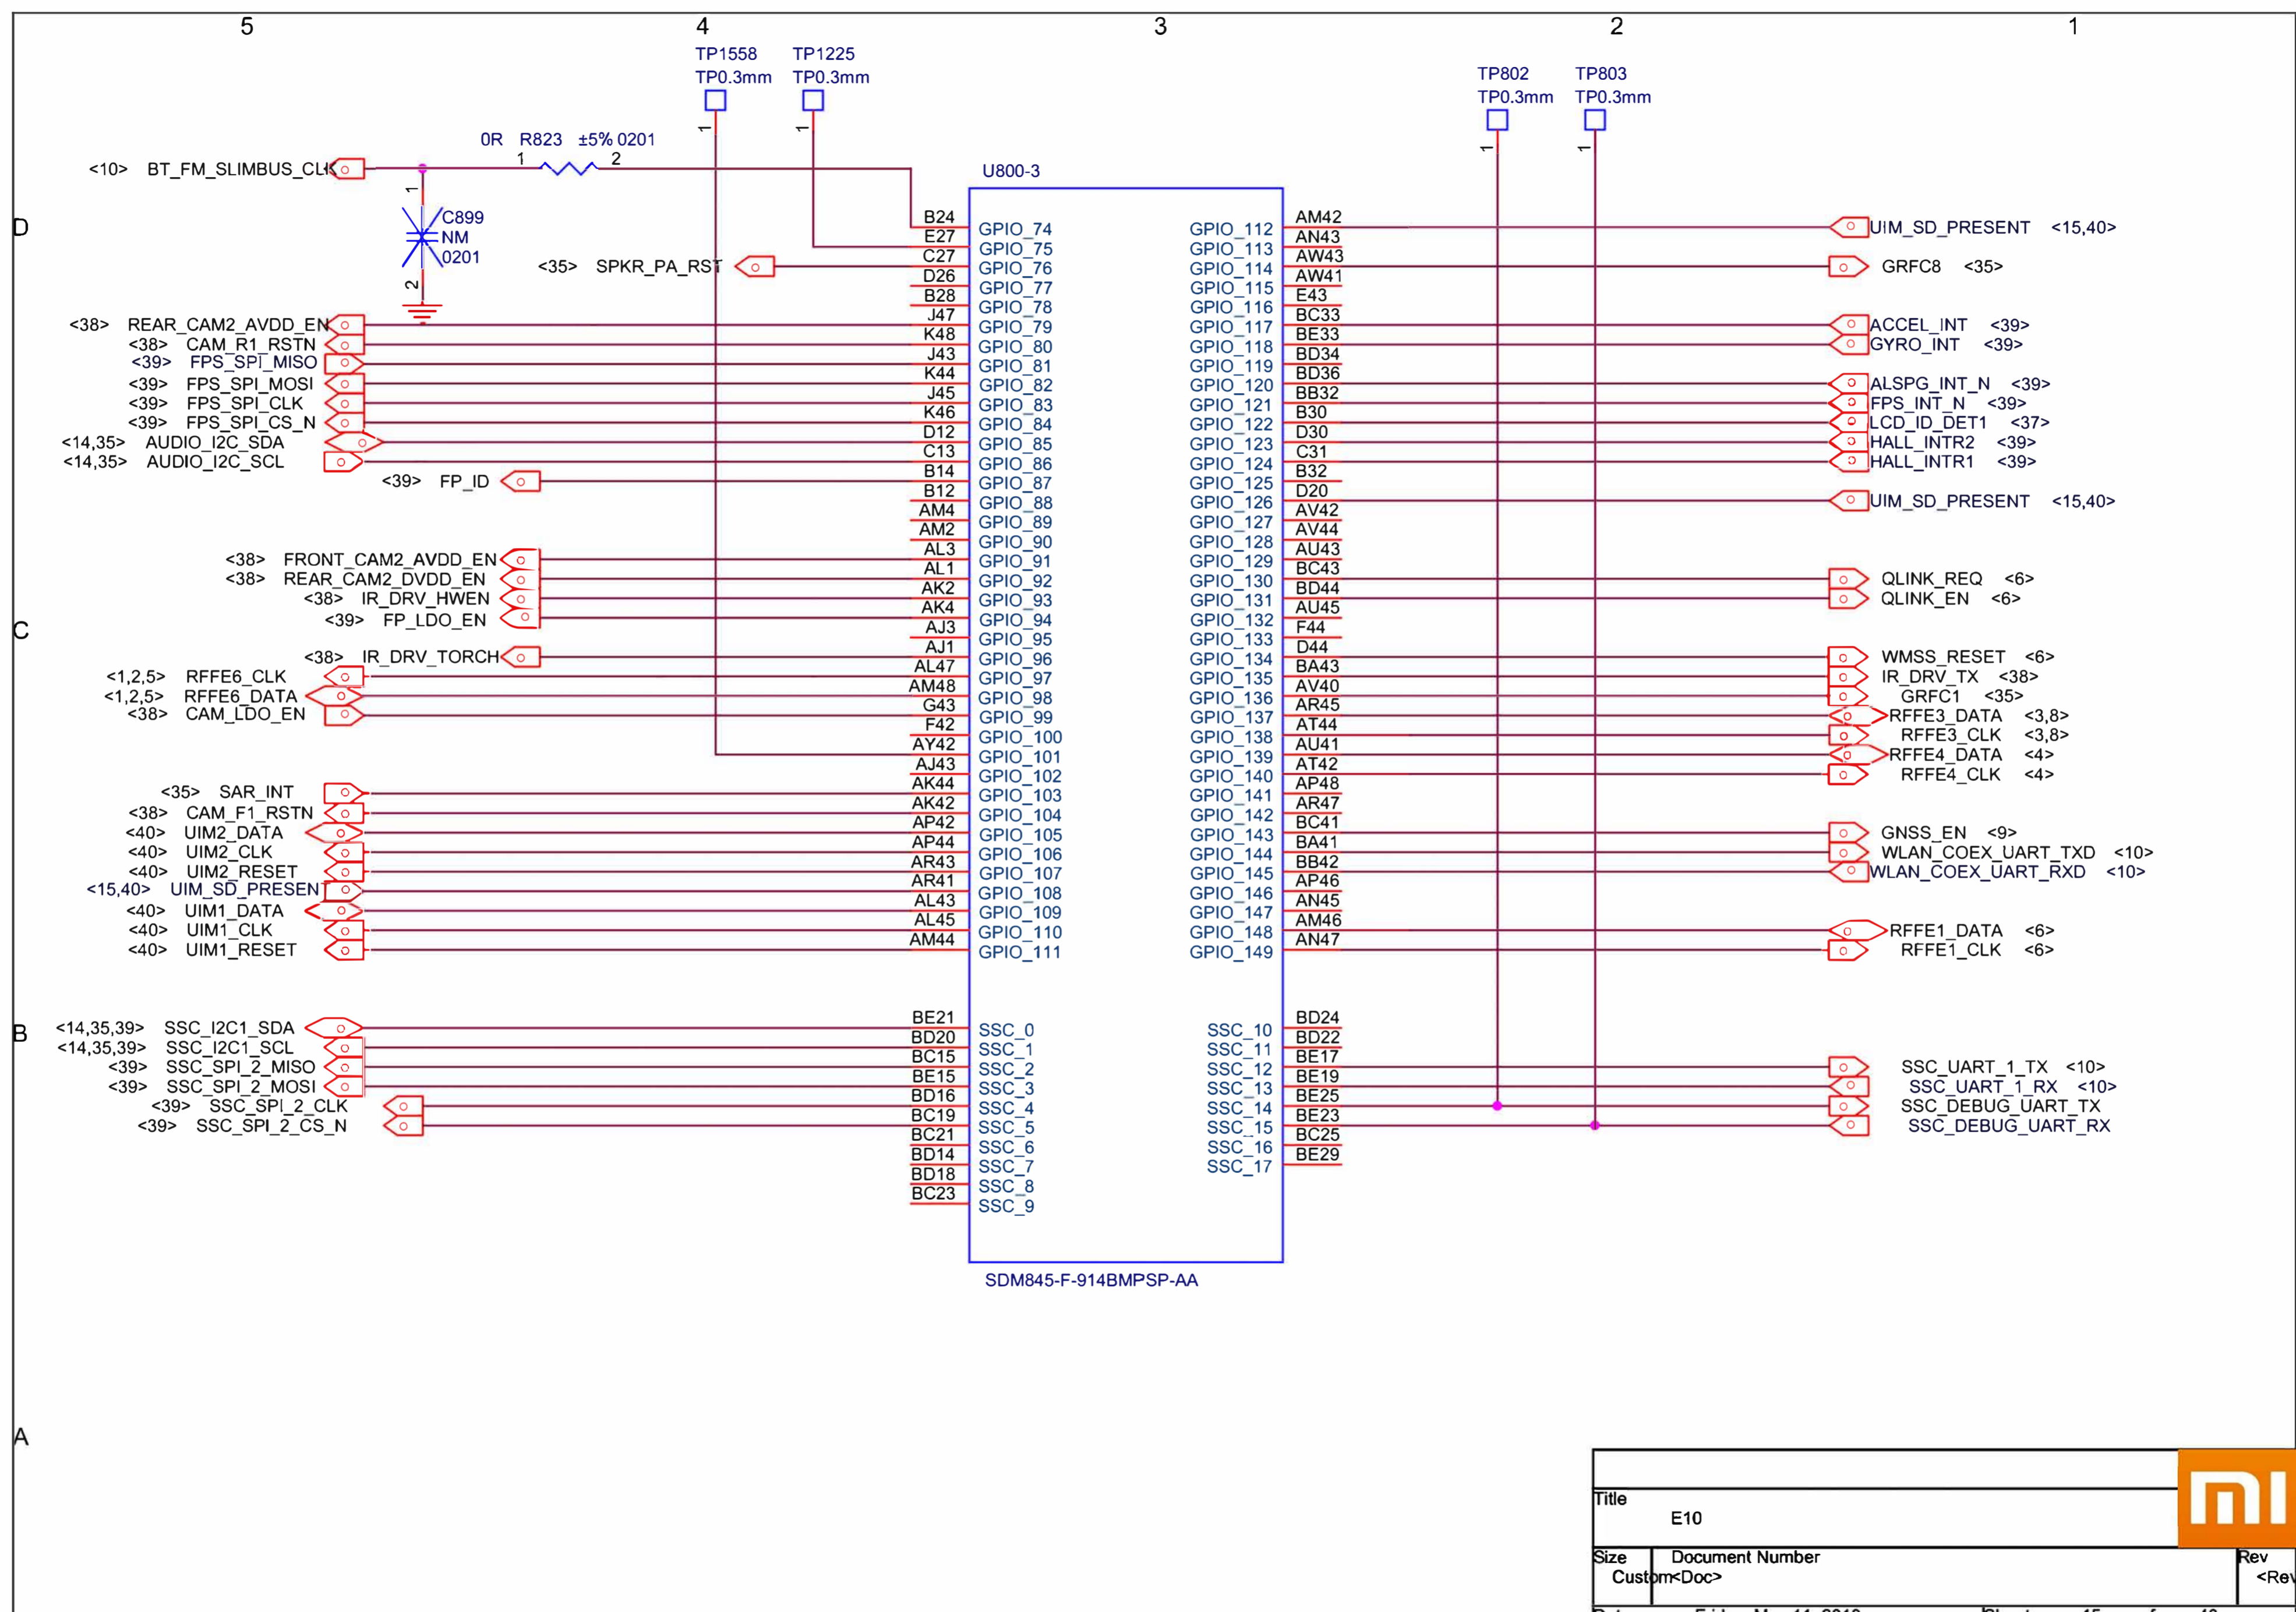 5 4 3 2 1
TP1558 TP1225
TP0.3mm TP0.3mm
TP802 TP803
TP0.3mm TP0.3mm
1 1 1 1
0R R823 ±5% 0201
1 2
<10> BT_FM_SLIMBUS_CLK
U800-3
1
C899
NM
0201
2
D
B24 GPIO_74 GPIO_112 AM42 UIM_SD_PRESENT <15,40>
E27 GPIO_75 GPIO_113 AN43
<35> SPKR_PA_RST C27 GPIO_76 GPIO_114 AW43 GRFC8 <35>
D26 GPIO_77 GPIO_115 AW41
B28 GPIO_78 GPIO_116 E43
<38> REAR_CAM2_AVDD_EN J47 GPIO_79 GPIO_117 BC33 ACCEL_INT <39>
<38> CAM_R1_RSTN K48 GPIO_80 GPIO_118 BE33 GYRO_INT <39>
<39> FPS_SPI_MISO J43 GPIO_81 GPIO_119 BD34
<39> FPS_SPI_MOSI K44 GPIO_82 GPIO_120 BD36 ALSPG_INT_N <39>
<39> FPS_SPI_CLK J45 GPIO_83 GPIO_121 BB32 FPS_INT_N <39>
<39> FPS_SPI_CS_N K46 GPIO_84 GPIO_122 B30 LCD_ID_DET1 <37>
<14,35> AUDIO_I2C_SDA D12 GPIO_85 GPIO_123 D30 HALL_INTR2 <39>
<14,35> AUDIO_I2C_SCL C13 GPIO_86 GPIO_124 C31 HALL_INTR1 <39>
<39> FP_ID B14 GPIO_87 GPIO_125 B32
B12 GPIO_88 GPIO_126 D20 UIM_SD_PRESENT <15,40>
AM4 GPIO_89 GPIO_127 AV42
AM2 GPIO_90 GPIO_128 AV44
<38> FRONT_CAM2_AVDD_EN AL3 GPIO_91 GPIO_129 AU43
<38> REAR_CAM2_DVDD_EN AL1 GPIO_92 GPIO_130 BC43 QLINK_REQ <6>
<38> IR_DRV_HWEN AK2 GPIO_93 GPIO_131 BD44 QLINK_EN <6>
<39> FP_LDO_EN AK4 GPIO_94 GPIO_132 AU45
C
AJ3 GPIO_95 GPIO_133 F44
<38> IR_DRV_TORCH AJ1 GPIO_96 GPIO_134 D44 WMSS_RESET <6>
<1,2,5> RFFE6_CLK AL47 GPIO_97 GPIO_135 BA43 IR_DRV_TX <38>
<1,2,5> RFFE6_DATA AM48 GPIO_98 GPIO_136 AV40 GRFC1 <35>
<38> CAM_LDO_EN G43 GPIO_99 GPIO_137 AR45 RFFE3_DATA <3,8>
F42 GPIO_100 GPIO_138 AT44 RFFE3_CLK <3,8>
AY42 GPIO_101 GPIO_139 AU41 RFFE4_DATA <4>
AJ43 GPIO_102 GPIO_140 AT42 RFFE4_CLK <4>
<35> SAR_INT AK44 GPIO_103 GPIO_141 AP48
<38> CAM_F1_RSTN AK42 GPIO_104 GPIO_142 AR47
<40> UIM2_DATA AP42 GPIO_105 GPIO_143 BC41 GNSS_EN <9>
<40> UIM2_CLK AP44 GPIO_106 GPIO_144 BA41 WLAN_COEX_UART_TXD <10>
<40> UIM2_RESET AR43 GPIO_107 GPIO_145 BB42 WLAN_COEX_UART_RXD <10>
<15,40> UIM_SD_PRESENT AR41 GPIO_108 GPIO_146 AP46
<40> UIM1_DATA AL43 GPIO_109 GPIO_147 AN45
<40> UIM1_CLK AL45 GPIO_110 GPIO_148 AM46 RFFE1_DATA <6>
<40> UIM1_RESET AM44 GPIO_111 GPIO_149 AN47 RFFE1_CLK <6>
B
<14,35,39> SSC_I2C1_SDA BE21 SSC_0 SSC_10 BD24
<14,35,39> SSC_I2C1_SCL BD20 SSC_1 SSC_11 BD22
<39> SSC_SPI_2_MISO BC15 SSC_2 SSC_12 BE17 SSC_UART_1_TX <10>
<39> SSC_SPI_2_MOSI BE15 SSC_3 SSC_13 BE19 SSC_UART_1_RX <10>
<39> SSC_SPI_2_CLK BD16 SSC_4 SSC_14 BE25 SSC_DEBUG_UART_TX
<39> SSC_SPI_2_CS_N BC19 SSC_5 SSC_15 BE23 SSC_DEBUG_UART_RX
BC21 SSC_6 SSC_16 BC25
BD14 SSC_7 SSC_17 BE29
BD18 SSC_8
BC23 SSC_9
SDM845-F-914BMPSP-AA
A
mi
Title
E10
Size Document Number Rev
Custom <Doc> <Rev